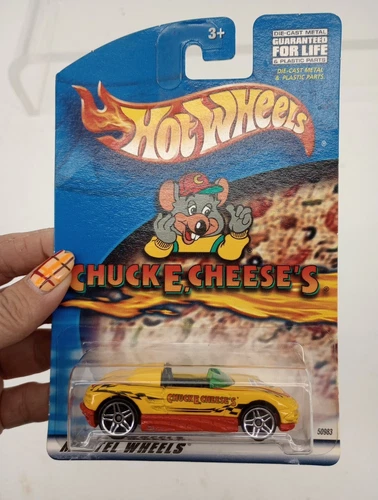 3+
DIE-CAST METAL
GUARANTEED
FOR LIFE
& PLASTIC PARTS
DIE-CAST METAL
& PLASTIC PARTS
HOT WHEELS
®
CHUCK E. CHEESE'S
CHUCK E. CHEESE'S
50983
WHEELS